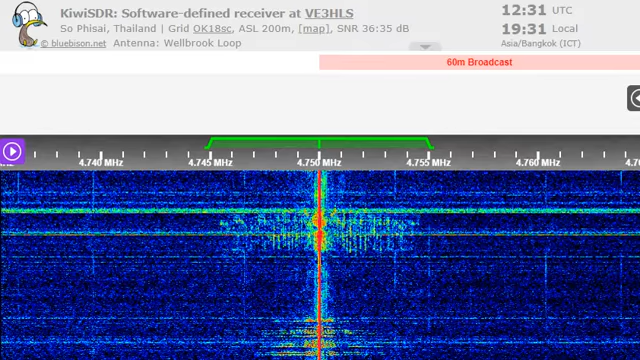 KiwiSDR: Software-defined receiver at VE3HLS
So Phisai, Thailand | Grid OK18sc, ASL 200m, [map], SNR 36:35 dB
© bluebison.net Antenna: Wellbrook Loop
12:31 UTC
19:31 Local
Asia/Bangkok (ICT)
60m Broadcast
4.740 MHz 4.745 MHz 4.750 MHz 4.755 MHz 4.760 MHz